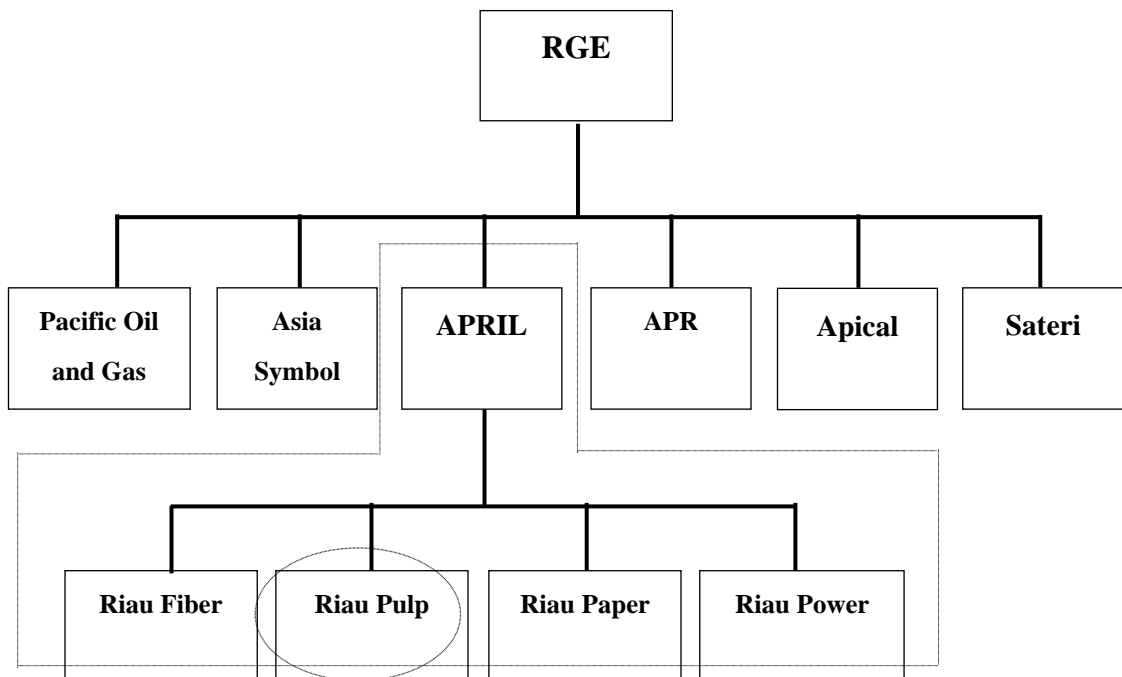 RGE
Pacific Oil
and Gas
Asia
Symbol
APRIL
APR
Apical
Sateri
Riau Fiber
Riau Pulp
Riau Paper
Riau Power